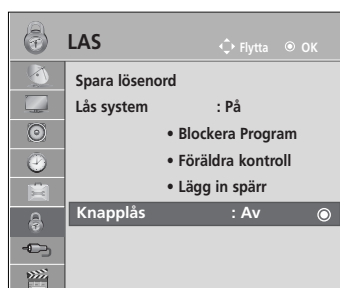 LAS
Flytta OK
Spara lösenord
Lås system : På
• Blockera Program
• Föräldra kontroll
• Lägg in spärr
Knapplås : Av